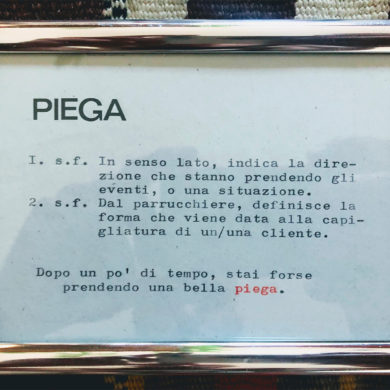 PIEGA
1. s.f. In senso lato, indica la dire-
zione che stanno prendendo gli
eventi, o una situazione.
2. s.f. Dal parrucchiere, definisce la
forma che viene data alla capi-
gliatura di un/una cliente.
Dopo un po' di tempo, stai forse
prendendo una bella piega.